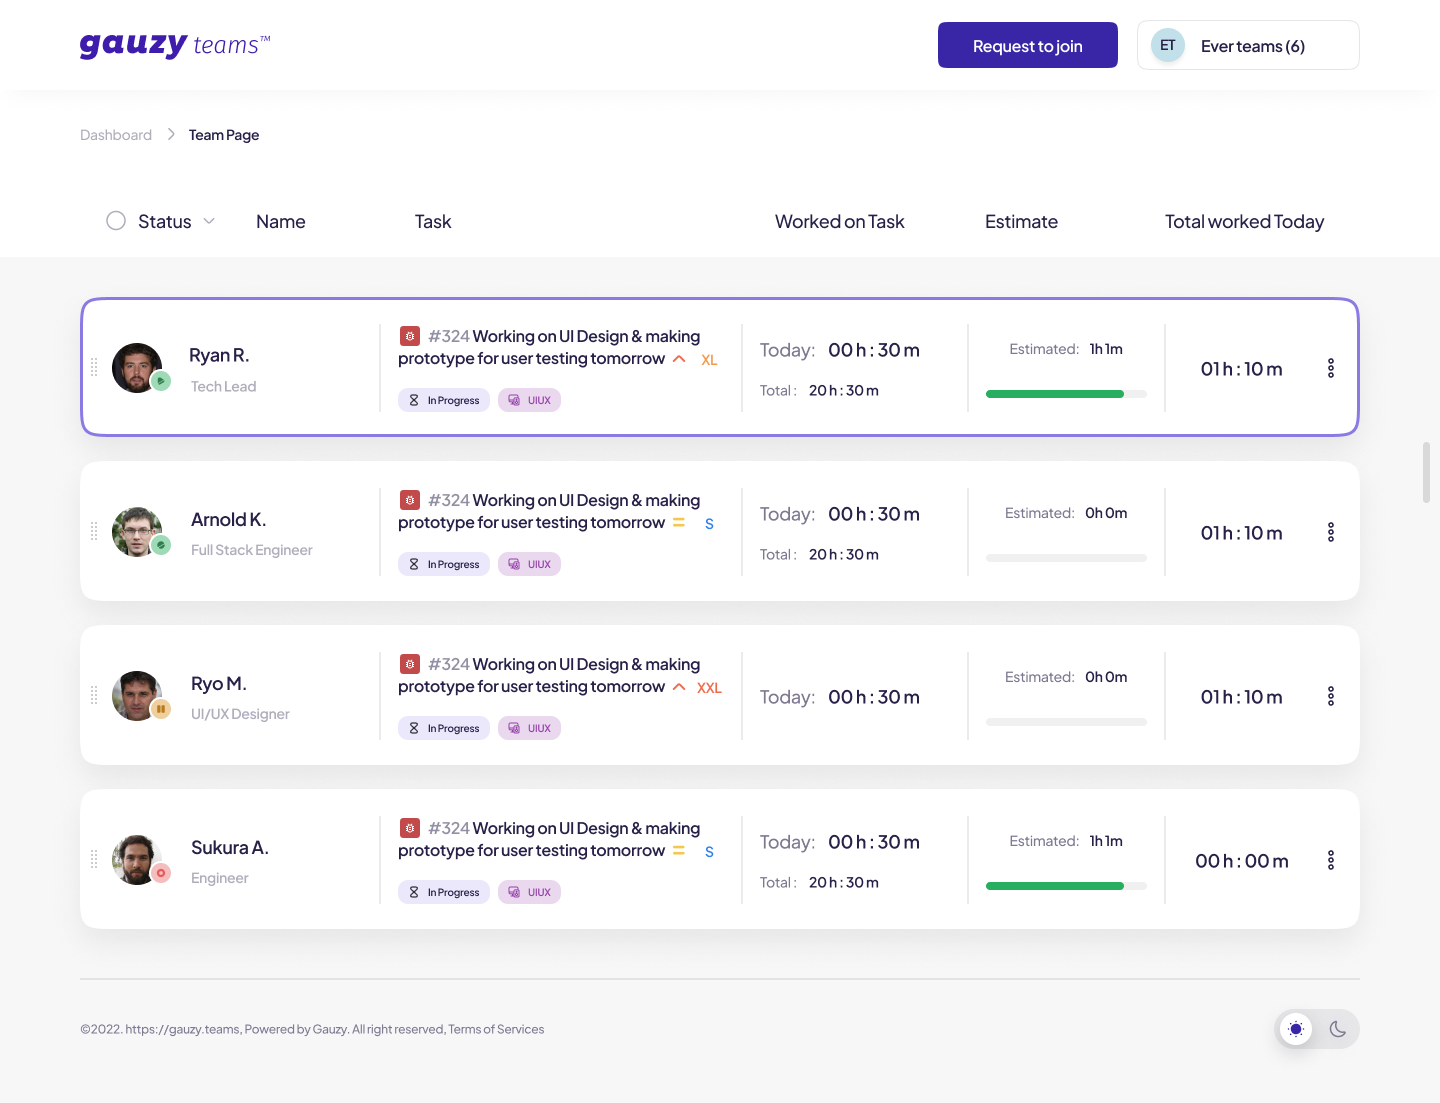 gauzy teams™
Request to join
ET
Ever teams (6)
Dashboard
Team Page
Status
Name
Task
Worked on Task
Estimate
Total worked Today
Ryan R.
Tech Lead
#324 Working on UI Design & making
prototype for user testing tomorrow
XL
In Progress
UIUX
Today: 00 h : 30 m
Total : 20 h : 30 m
Estimated: 1h 1m
01 h : 10 m
Arnold K.
Full Stack Engineer
#324 Working on UI Design & making
prototype for user testing tomorrow
S
In Progress
UIUX
Today: 00 h : 30 m
Total : 20 h : 30 m
Estimated: 0h 0m
01 h : 10 m
Ryo M.
UI/UX Designer
#324 Working on UI Design & making
prototype for user testing tomorrow
XXL
In Progress
UIUX
Today: 00 h : 30 m
Estimated: 0h 0m
01 h : 10 m
Sukura A.
Engineer
#324 Working on UI Design & making
prototype for user testing tomorrow
S
In Progress
UIUX
Today: 00 h : 30 m
Total : 20 h : 30 m
Estimated: 1h 1m
00 h : 00 m
©2022. https://gauzy.teams, Powered by Gauzy. All right reserved, Terms of Services